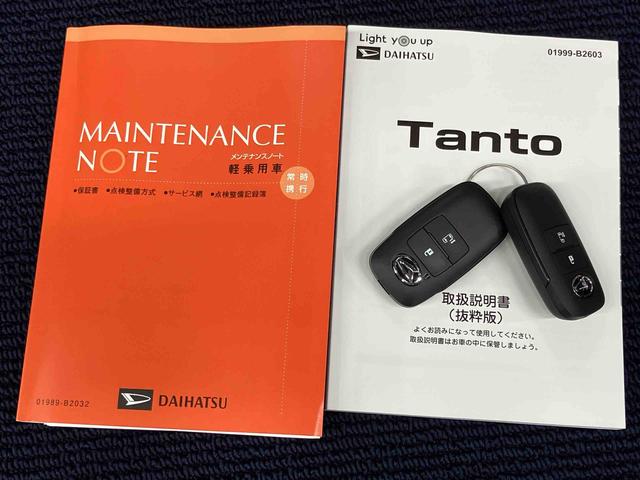 MAINTENANCE
NOTE
メンテナンスノート
軽乗用車
常時
携行
•保証書 •点検整備方式 •サービス網 •点検整備記録簿
01989-B2032
DAIHATSU
Light you up
DAIHATSU
01999-B2603
Tanto
取扱説明書
（抜粋版）
よくお読みになって使用してください。
取扱説明書はお車の中に保管しましょう。